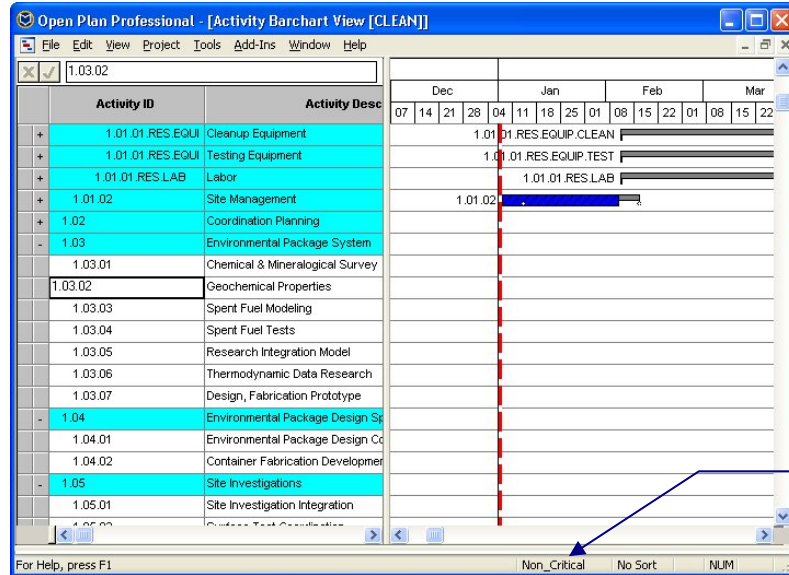 Open Plan Professional - [Activity Barchart View [CLEAN]]
File Edit View Project Tools Add-Ins Window Help
1.03.02
Activity ID Activity Desc
Dec Jan Feb Mar
07 14 21 28 04 11 18 25 01 08 15 22 01 08 15 22
+ 1.01.01.RES.EQUI Cleanup Equipment 1.01.01.RES.EQUIP.CLEAN
+ 1.01.01.RES.EQUI Testing Equipment 1.01.01.RES.EQUIP.TEST
+ 1.01.01.RES.LAB Labor 1.01.01.RES.LAB
+ 1.01.02 Site Management 1.01.02
+ 1.02 Coordination Planning
- 1.03 Environmental Package System
1.03.01 Chemical & Mineralogical Survey
1.03.02 Geochemical Properties
1.03.03 Spent Fuel Modeling
1.03.04 Spent Fuel Tests
1.03.05 Research Integration Model
1.03.06 Thermodynamic Data Research
1.03.07 Design, Fabrication Prototype
- 1.04 Environmental Package Design Sp
1.04.01 Environmental Package Design Co
1.04.02 Container Fabrication Developmer
- 1.05 Site Investigations
1.05.01 Site Investigation Integration
For Help, press F1 Non_Critical No Sort NUM